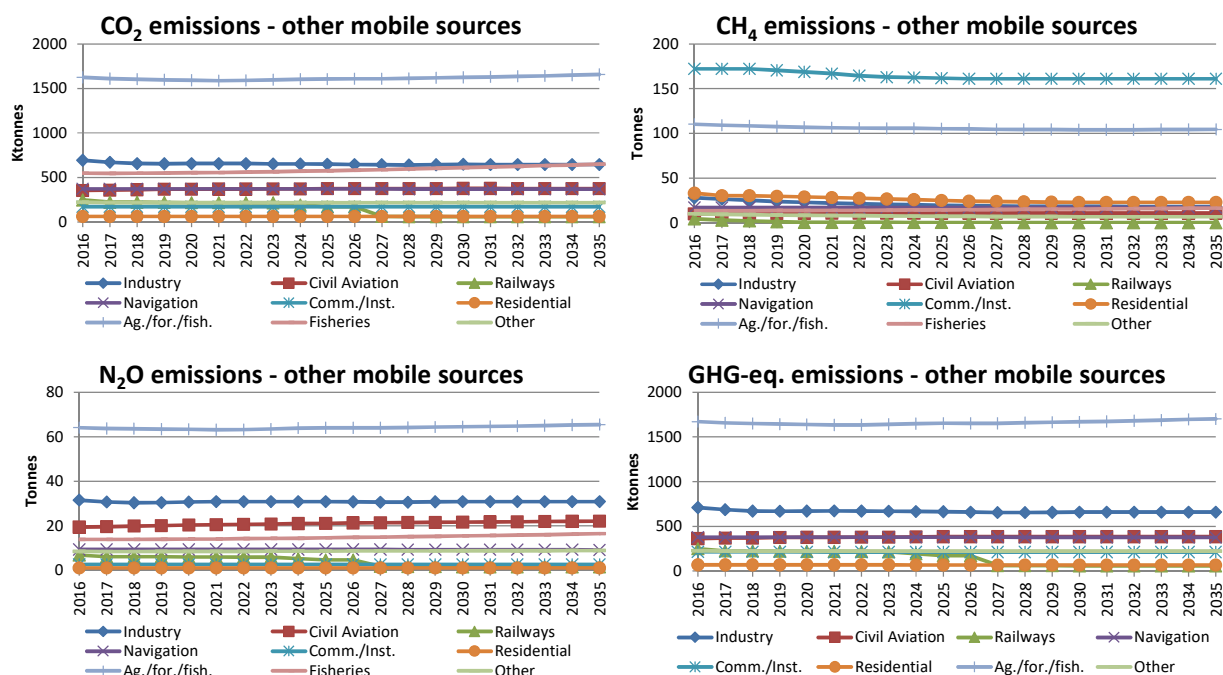 CO₂ emissions - other mobile sources
2000
1500
1000
500
0
Ktonnes
2016 2017 2018 2019 2020 2021 2022 2023 2024 2025 2026 2027 2028 2029 2030 2031 2032 2033 2034 2035
Industry Civil Aviation Railways
Navigation Comm./Inst. Residential
Ag./for./fish. Fisheries Other
CH₄ emissions - other mobile sources
200
150
100
50
0
Tonnes
2016 2017 2018 2019 2020 2021 2022 2023 2024 2025 2026 2027 2028 2029 2030 2031 2032 2033 2034 2035
Industry Civil Aviation Railways
Navigation Comm./Inst. Residential
Ag./for./fish. Fisheries Other
N₂O emissions - other mobile sources
80
60
40
20
0
Tonnes
2016 2017 2018 2019 2020 2021 2022 2023 2024 2025 2026 2027 2028 2029 2030 2031 2032 2033 2034 2035
Industry Civil Aviation Railways
Navigation Comm./Inst. Residential
Ag./for./fish. Fisheries Other
GHG-eq. emissions - other mobile sources
2000
1500
1000
500
0
Ktonnes
2016 2017 2018 2019 2020 2021 2022 2023 2024 2025 2026 2027 2028 2029 2030 2031 2032 2033 2034 2035
Industry Civil Aviation Railways Navigation
Comm./Inst. Residential Ag./for./fish. Other